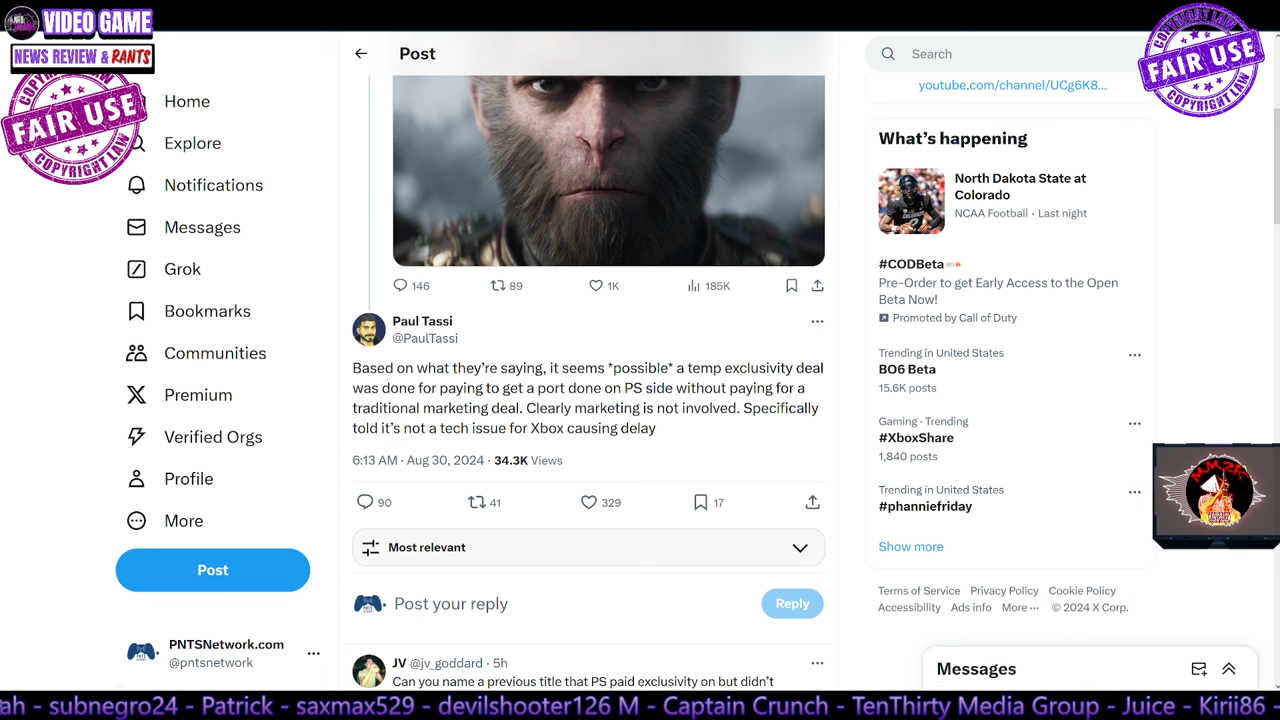 VIDEO GAME
NEWS REVIEW & RANTS
COPYRIGHT LAW
FAIR USE
COPYRIGHT LAW
Home
Explore
Notifications
Messages
Grok
Bookmarks
Communities
Premium
Verified Orgs
Profile
More
Post
PNTSNetwork.com
@pntsnetwork
Post
146
89
1K
185K
Paul Tassi
@PaulTassi
Based on what they're saying, it seems *possible* a temp exclusivity deal
was done for paying to get a port done on PS side without paying for a
traditional marketing deal. Clearly marketing is not involved. Specifically
told it's not a tech issue for Xbox causing delay
6:13 AM · Aug 30, 2024 · 34.3K Views
90
41
329
17
Most relevant
Post your reply
Reply
JV @jv_goddard · 5h
Can you name a previous title that PS paid exclusivity on but didn't
Search
COPYRIGHT LAW
FAIR USE
COPYRIGHT LAW
youtube.com/channel/UCg6K8...
What's happening
North Dakota State at
Colorado
NCAA Football · Last night
#CODBeta
Pre-Order to get Early Access to the Open
Beta Now!
Promoted by Call of Duty
Trending in United States
BO6 Beta
15.6K posts
Gaming · Trending
#XboxShare
1,840 posts
Trending in United States
#phanniefriday
Show more
Terms of Service Privacy Policy Cookie Policy
Accessibility Ads info More ··· © 2024 X Corp.
MM2K
Messages
ah - subnegro24 - Patrick - saxmax529 - devilshooter126 M - Captain Crunch - TenThirty Media Group - Juice - Kirii86 -